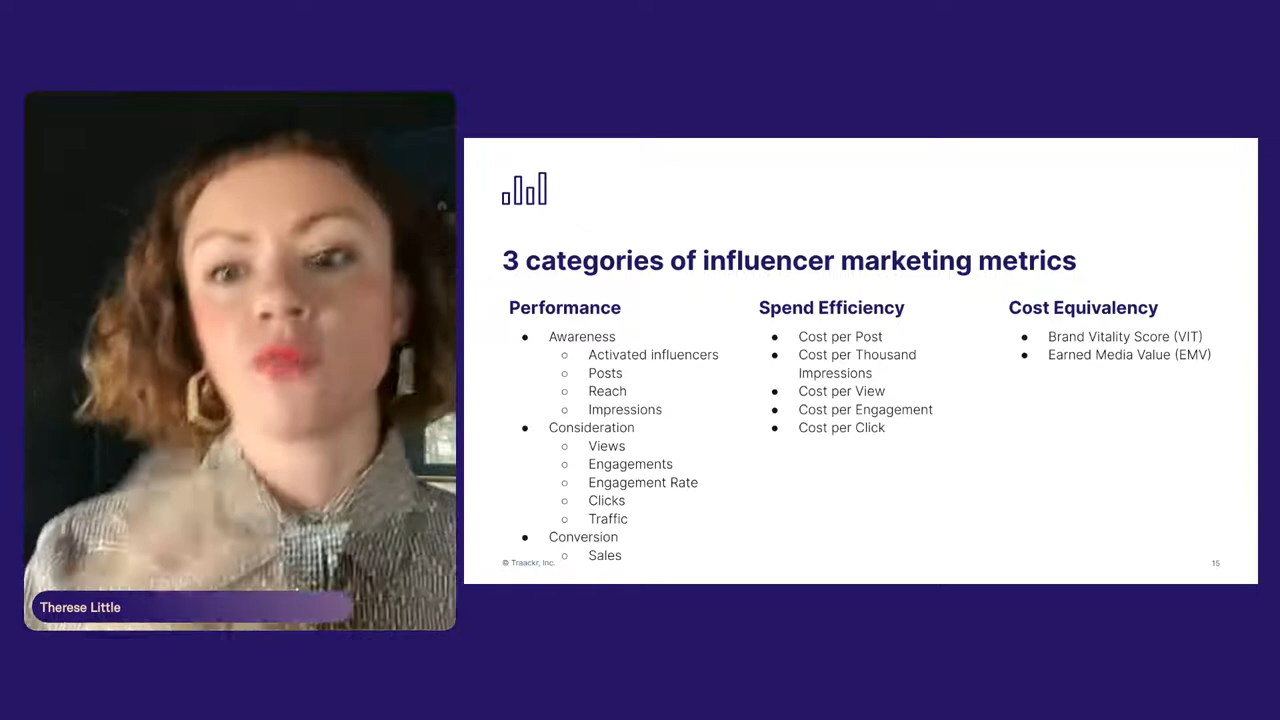 3 categories of influencer marketing metrics
Performance
Awareness
Activated influencers
Posts
Reach
Impressions
Consideration
Views
Engagements
Engagement Rate
Clicks
Traffic
Conversion
Sales
Spend Efficiency
Cost per Post
Cost per Thousand
Impressions
Cost per View
Cost per Engagement
Cost per Click
Cost Equivalency
Brand Vitality Score (VIT)
Earned Media Value (EMV)
© Traackr, Inc.
15
Therese Little